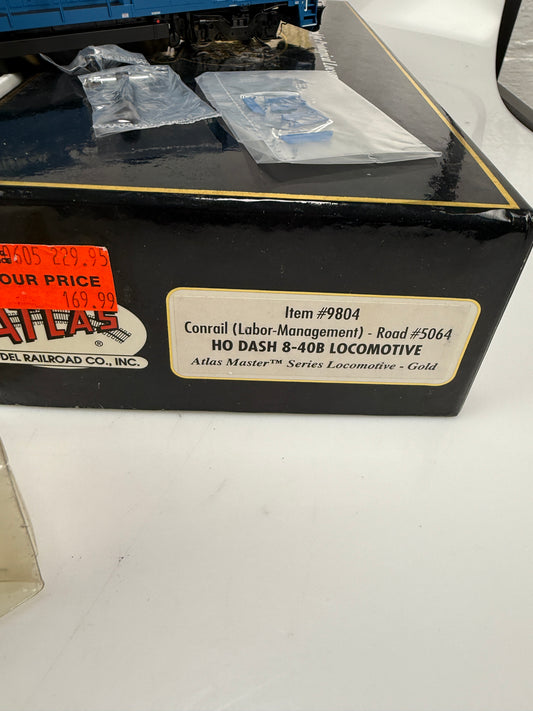 605 229.95
OUR PRICE
169.99
ATLAS
®
DEL RAILROAD CO., INC.
Item #9804
Conrail (Labor-Management) - Road #5064
HO DASH 8-40B LOCOMOTIVE
Atlas Master™ Series Locomotive - Gold